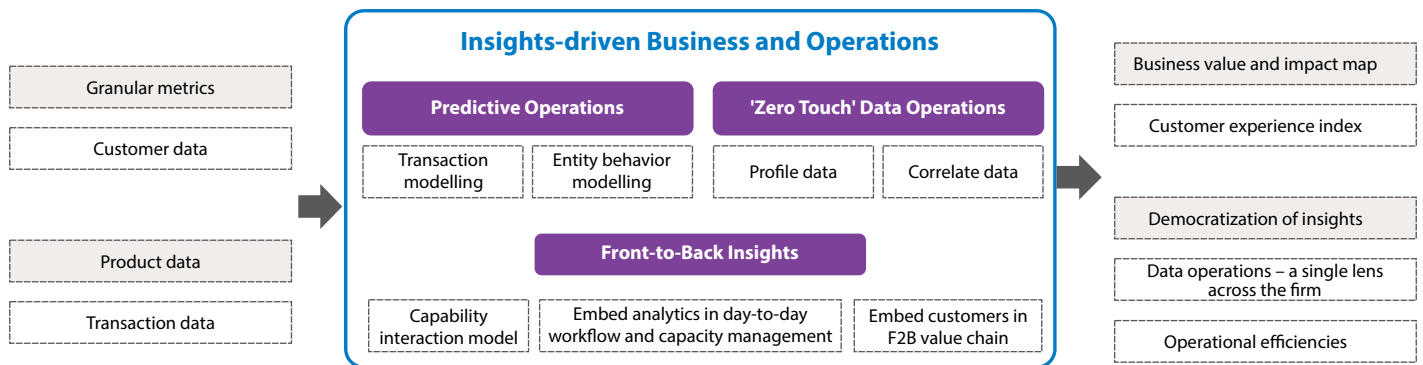 Insights-driven Business and Operations
Granular metrics
Customer data
Product data
Transaction data
Predictive Operations
Transaction
modelling
Entity behavior
modelling
'Zero Touch' Data Operations
Profile data
Correlate data
Front-to-Back Insights
Capability
interaction model
Embed analytics in day-to-day
workflow and capacity management
Embed customers in
F2B value chain
Business value and impact map
Customer experience index
Democratization of insights
Data operations – a single lens
across the firm
Operational efficiencies